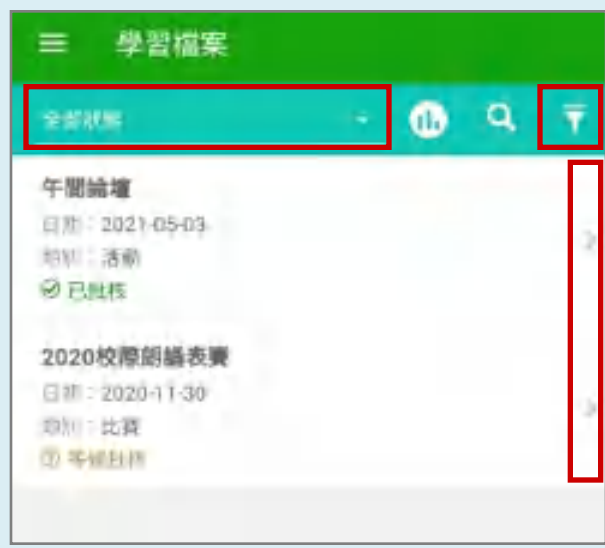 學習檔案
全部狀態
午間論壇
日期：2021-05-03
類別：活動
已批核
2020校際朗誦表賽
日期：2020-11-30
類別：比賽
等候批核